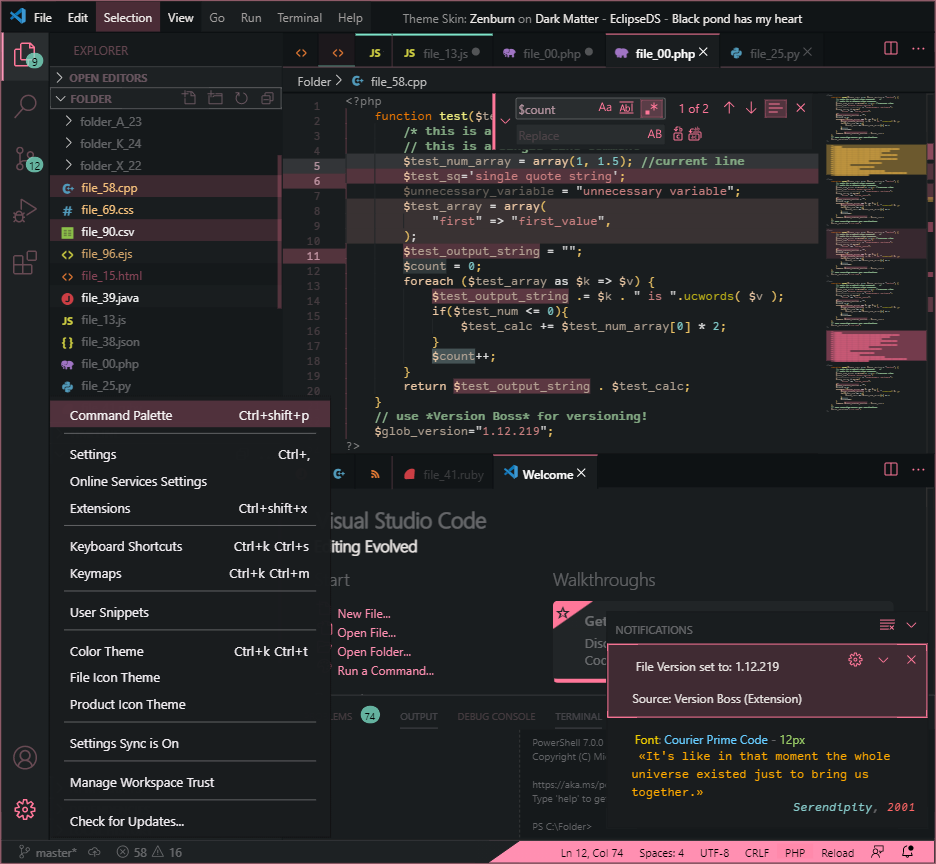 File Edit Selection View Go Run Terminal Help Theme Skin: Zenburn on Dark Matter - EclipseDS - Black pond has my heart
EXPLORER
<> <> JS JS file_13.js file_00.php file_00.php file_25.py
9
OPEN EDITORS
FOLDER
folder_A_23
folder_K_24
folder_X_22
file_58.cpp
# file_69.css
file_90.csv
<> file_96.ejs
<> file_15.html
file_39.java
JS file_13.js
{} file_38.json
file_00.php
file_25.py
12
Folder > file_58.cpp
$count Aa Abl .* 1 of 2
Replace AB
1 <?php
2 function test($te
3 /* this is a
4 // this is a
5 $test_num_array = array(1, 1.5); //current line
6 $test_sq='single quote string';
7 $unnecessary_variable = "unnecessary variable";
8 $test_array = array(
9 "first" => "first_value",
10 );
11 $test_output_string = "";
12 $count = 0;
13 foreach ($test_array as $k => $v) {
14 $test_output_string .= $k . " is ".ucwords( $v );
15 if($test_num <= 0){
16 $test_calc += $test_num_array[0] * 2;
17 }
18 $count++;
19 }
20 return $test_output_string . $test_calc;
}
// use *Version Boss* for versioning!
$glob_version="1.12.219";
?>
Command Palette Ctrl+shift+p
Settings Ctrl+,
Online Services Settings
Extensions Ctrl+shift+x
Keyboard Shortcuts Ctrl+k Ctrl+s
Keymaps Ctrl+k Ctrl+m
User Snippets
Color Theme Ctrl+k Ctrl+t
File Icon Theme
Product Icon Theme
Settings Sync is On
Manage Workspace Trust
Check for Updates...
file_41.ruby Welcome
isual Studio Code
iting Evolved
art
New File...
Open File...
Open Folder...
Run a Command...
Walkthroughs
Get
Disc
Coc
NOTIFICATIONS
File Version set to: 1.12.219
Source: Version Boss (Extension)
Font: Courier Prime Code - 12px
«It's like in that moment the whole
universe existed just to bring us
together.»
Serendipity, 2001
LEMS 74 OUTPUT DEBUG CONSOLE TERMINAL
PowerShell 7.0.0
Copyright (C) Mi
https://aka.ms/p
Type 'help' to ge
PS C:\Folder>
master* 58 16 Ln 12, Col 74 Spaces: 4 UTF-8 CRLF PHP Reload